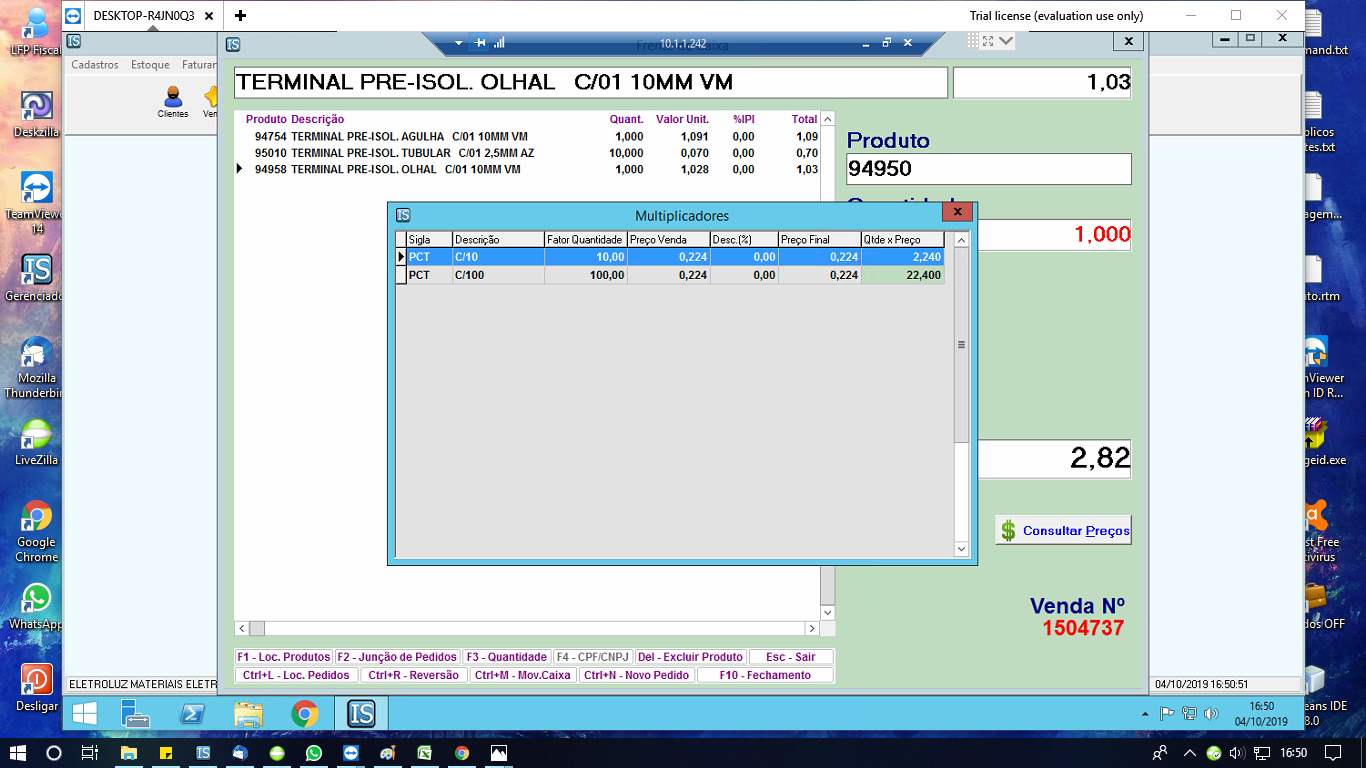 DESKTOP-R4JN0Q3
Trial license (evaluation use only)
10.1.1.242
Cadastros Estoque Faturar
Clientes
TERMINAL PRE-ISOL. OLHAL C/01 10MM VM
1,03
Produto Descrição Quant. Valor Unit. %IPI Total
94754 TERMINAL PRE-ISOL. AGULHA C/01 10MM VM 1,000 1,091 0,00 1,09
95010 TERMINAL PRE-ISOL. TUBULAR C/01 2,5MM AZ 10,000 0,070 0,00 0,70
94958 TERMINAL PRE-ISOL. OLHAL C/01 10MM VM 1,000 1,028 0,00 1,03
Produto
94950
1,000
2,82
Consultar Preços
Venda Nº
1504737
Multiplicadores
Sigla Descrição Fator Quantidade Preço Venda Desc.(%) Preço Final Qtde x Preço
PCT C/10 10,00 0,224 0,00 0,224 2,240
PCT C/100 100,00 0,224 0,00 0,224 22,400
F1 - Loc. Produtos F2 - Junção de Pedidos F3 - Quantidade F4 - CPF/CNPJ Del - Excluir Produto Esc - Sair
Ctrl+L - Loc. Pedidos Ctrl+R - Reversão Ctrl+M - Mov.Caixa Ctrl+N - Novo Pedido F10 - Fechamento
ELETROLUZ MATERIAIS ELETR
04/10/2019 16:50:51
16:50
04/10/2019
LFP Fiscal
Deskzilla
TeamViewer
14
Gerenciado
Mozilla
Thunderbir
LiveZilla
Google
Chrome
WhatsApp
Desligar
mand.txt
blicos
tes.txt
agem...
nto.rtm
mViewer
m ID R...
geid.exe
st Free
tivirus
dos OFF
eans IDE
8.0
16:50